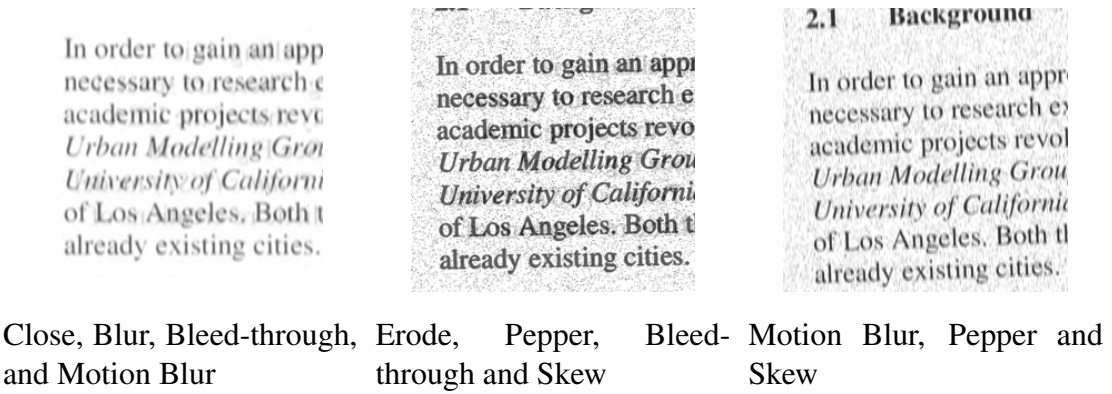 In order to gain an app
necessary to research
academic projects revo
Urban Modelling Grou
University of Californi
of Los Angeles. Both t
already existing cities.
In order to gain an appr
necessary to research e
academic projects revo
Urban Modelling Grou
University of Californi
of Los Angeles. Both t
already existing cities.
2.1 Background
In order to gain an appr
necessary to research ex
academic projects revol
Urban Modelling Grou
University of Californi
of Los Angeles. Both th
already existing cities.
Close, Blur, Bleed-through,
and Motion Blur
Erode, Pepper, Bleed-
through and Skew
Motion Blur, Pepper and
Skew